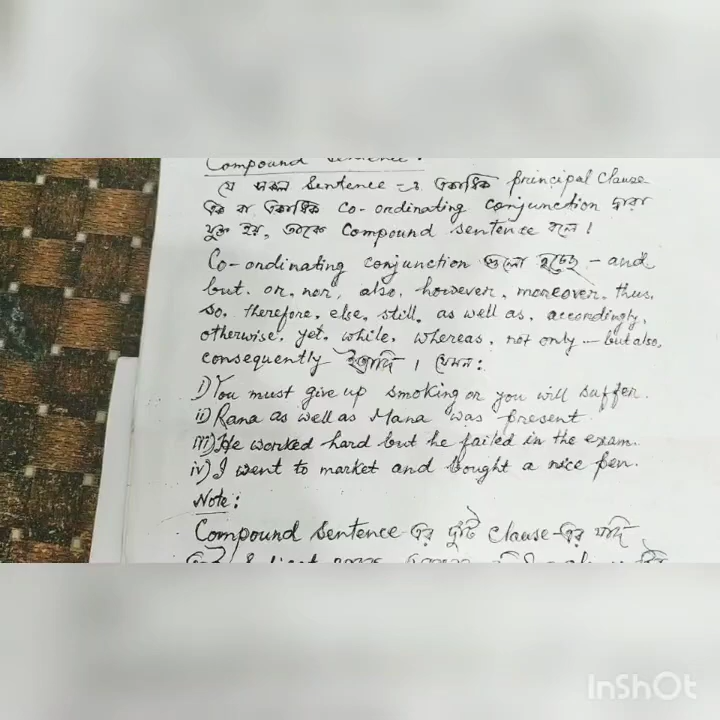 Compound Sentence:
যে সকল Sentence-এ একাধিক principal clause
এক বা একাধিক co-ordinating conjunction দ্বারা
যুক্ত হয়, তাকে Compound sentence বলে।
Co-ordinating conjunction গুলো হচ্ছে - and
but, or, nor, also, however, moreover, thus,
so, therefore, else, still, as well as, accordingly,
otherwise, yet, while, whereas, not only - but also,
consequently ইত্যাদি । যেমন:
i) You must give up smoking or you will suffer.
ii) Rana as well as Mana was present.
iii) He worked hard but he failed in the exam.
iv) I went to market and bought a nice pen.
Note:
Compound Sentence এর দু'টি clause-এর যদি
InShOt